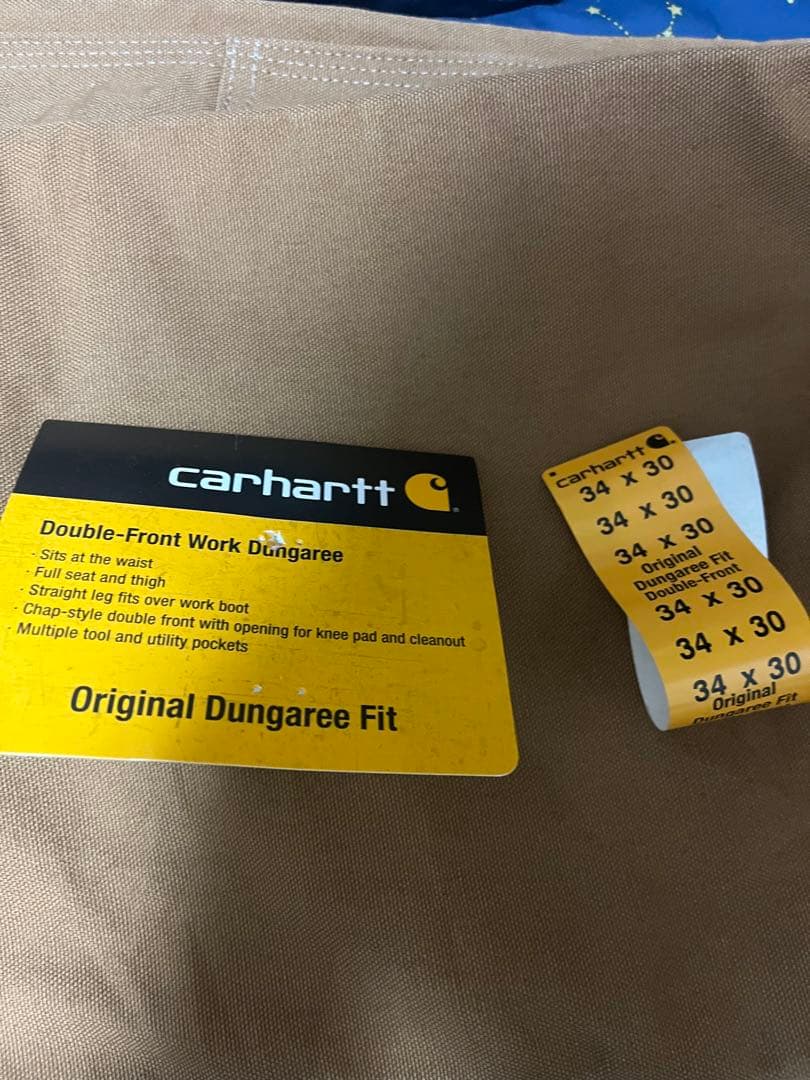 carhartt
Double-Front Work Dungaree
· Sits at the waist
· Full seat and thigh
· Straight leg fits over work boot
· Chap-style double front with opening for knee pad and cleanout
· Multiple tool and utility pockets
Original Dungaree Fit
carhartt
34 x 30
34 x 30
34 x 30
Original
Dungaree Fit
Double-Front
34 x 30
34 x 30
34 x 30
Original
Dungaree Fit